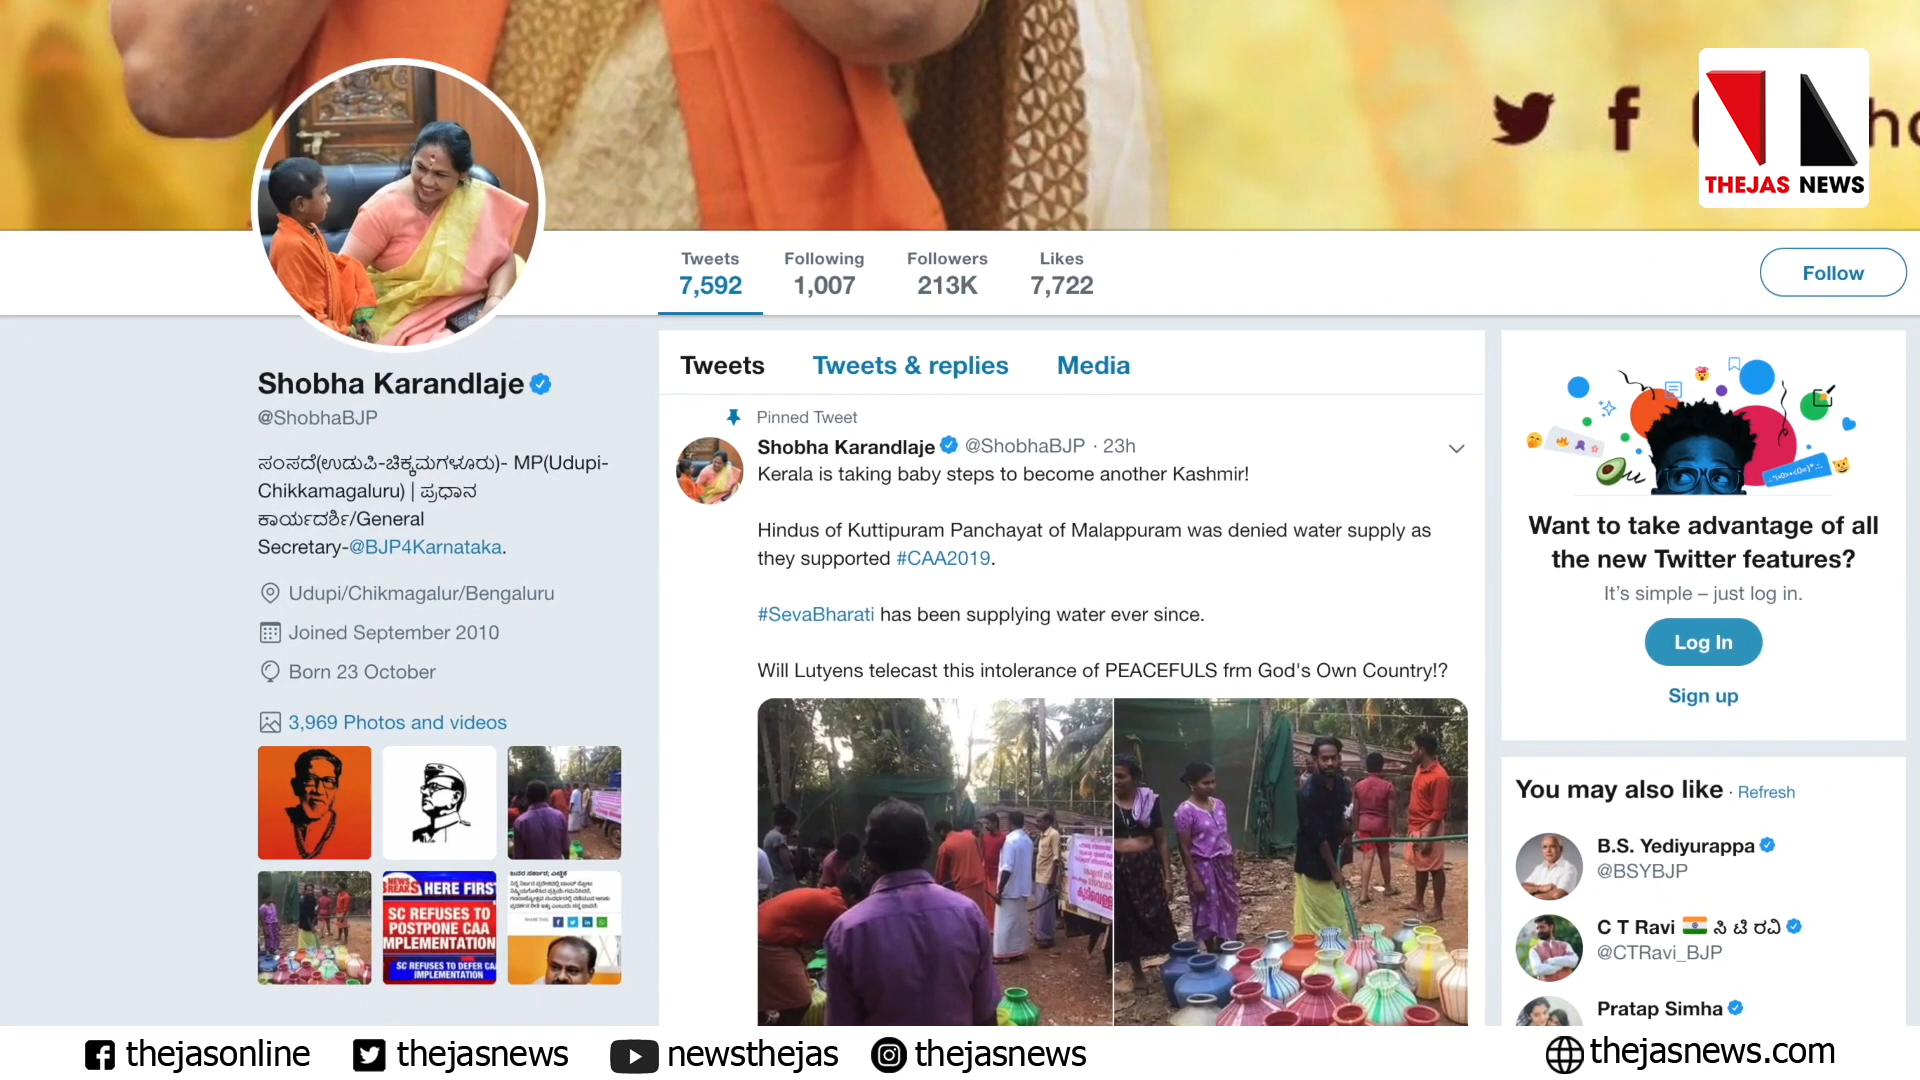 THEJAS NEWS
Tweets
7,592
Following
1,007
Followers
213K
Likes
7,722
Follow
Shobha Karandlaje
@ShobhaBJP
ಸಂಸದೆ(ಉಡುಪಿ-ಚಿಕ್ಕಮಗಳೂರು)- MP(Udupi-
Chikkamagaluru) | ಪ್ರಧಾನ
ಕಾರ್ಯದರ್ಶಿ/General
Secretary-@BJP4Karnataka.
Udupi/Chikmagalur/Bengaluru
Joined September 2010
Born 23 October
3,969 Photos and videos
NEWS BREAKS HERE FIRST
SC REFUSES TO
POSTPONE CAA
IMPLEMENTATION
SC REFUSES TO DEFER CAA
IMPLEMENTATION
Tweets
Tweets & replies
Media
Pinned Tweet
Shobha Karandlaje @ShobhaBJP · 23h
Kerala is taking baby steps to become another Kashmir!
Hindus of Kuttipuram Panchayat of Malappuram was denied water supply as
they supported #CAA2019.
#SevaBharati has been supplying water ever since.
Will Lutyens telecast this intolerance of PEACEFULS frm God's Own Country!?
Want to take advantage of all
the new Twitter features?
It's simple – just log in.
Log In
Sign up
You may also like · Refresh
B.S. Yediyurappa
@BSYBJP
C T Ravi 🇮🇳 ಸಿ ಟಿ ರವಿ
@CTRavi_BJP
Pratap Simha
thejasonline
thejasnews
newsthejas
thejasnews
thejasnews.com